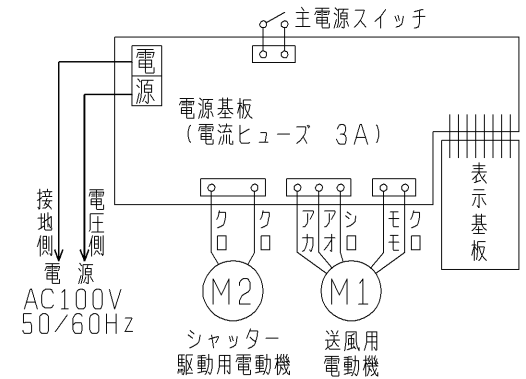 主電源スイッチ
電
源
電源基板
(電流ヒューズ 3A)
表示基板
接地側
電圧側
クロ
クロ
アカ
アオ
シロ
モモ
クロ
電 源
AC100V
50/60Hz
M2
M1
シャッター
駆動用電動機
送風用
電動機